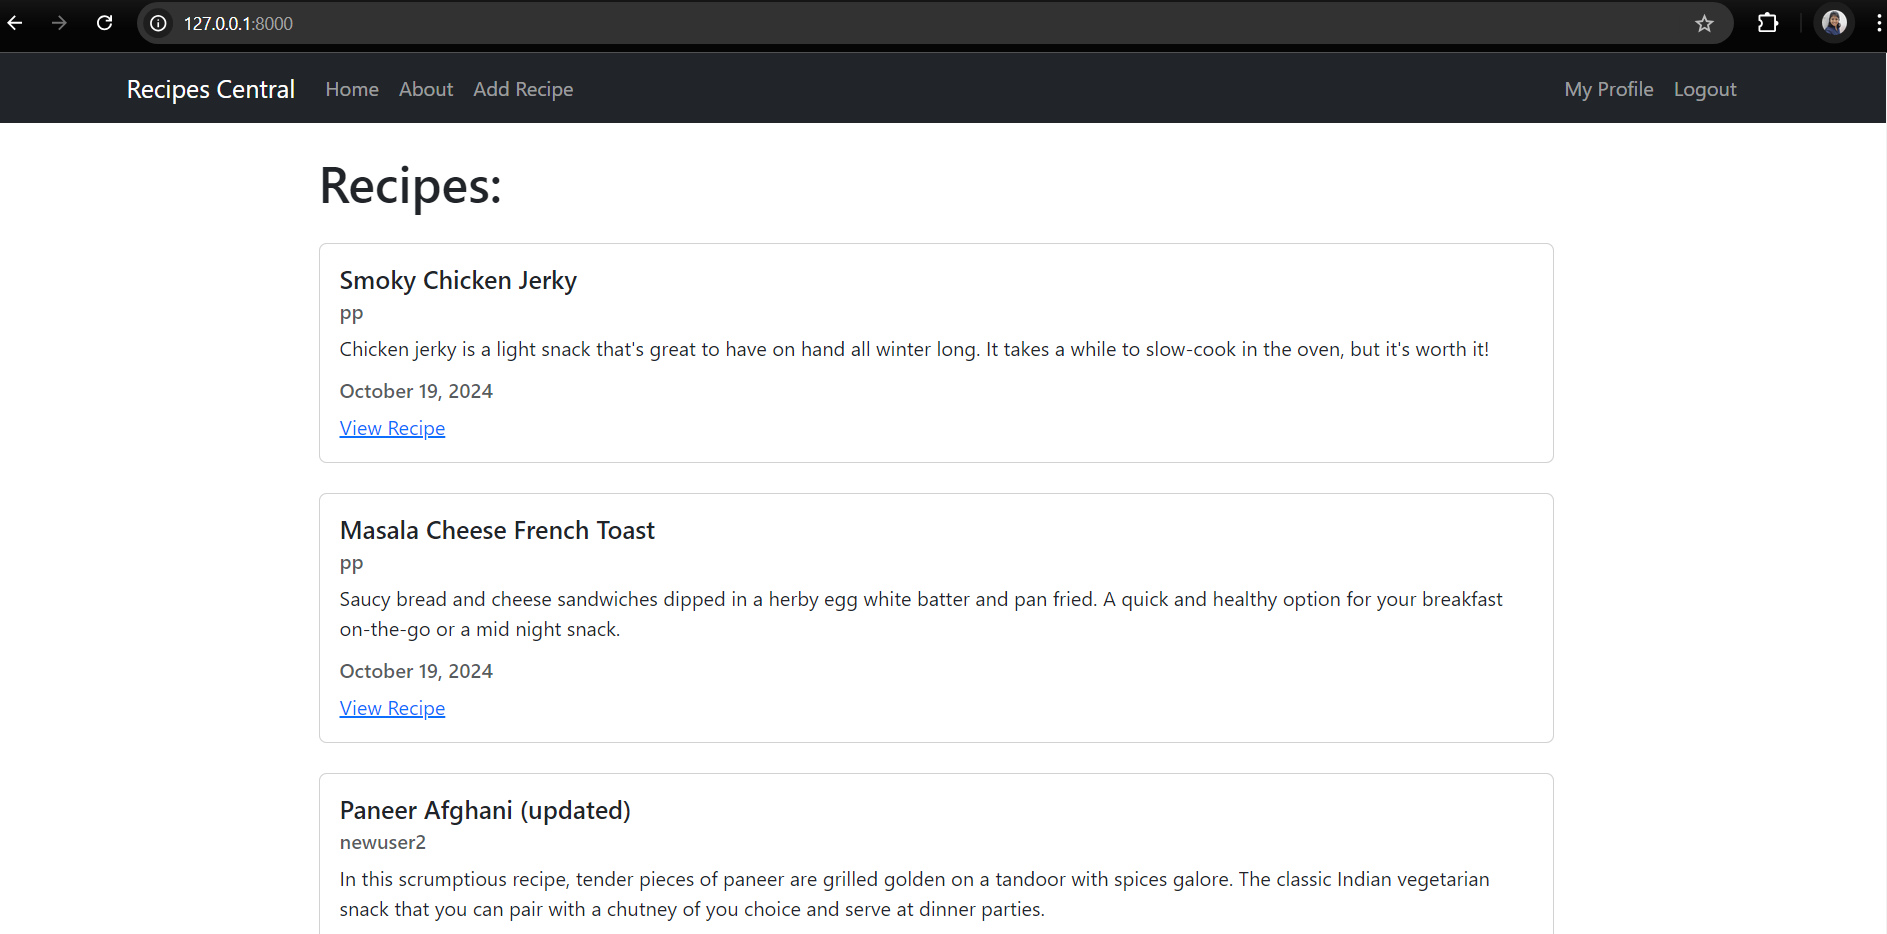 127.0.0.1:8000
Recipes Central Home About Add Recipe My Profile Logout
Recipes:
Smoky Chicken Jerky
pp
Chicken jerky is a light snack that's great to have on hand all winter long. It takes a while to slow-cook in the oven, but it's worth it!
October 19, 2024
View Recipe
Masala Cheese French Toast
pp
Saucy bread and cheese sandwiches dipped in a herby egg white batter and pan fried. A quick and healthy option for your breakfast
on-the-go or a mid night snack.
October 19, 2024
View Recipe
Paneer Afghani (updated)
newuser2
In this scrumptious recipe, tender pieces of paneer are grilled golden on a tandoor with spices galore. The classic Indian vegetarian
snack that you can pair with a chutney of you choice and serve at dinner parties.